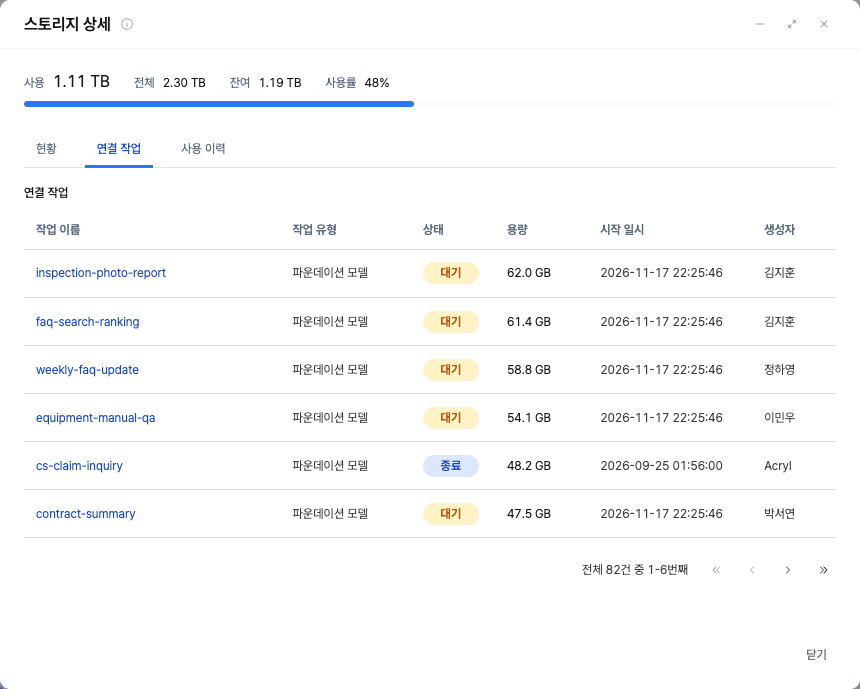 스토리지 상세
사용 1.11 TB 전체 2.30 TB 잔여 1.19 TB 사용률 48%
현황 연결 작업 사용 이력
연결 작업
작업 이름 작업 유형 상태 용량 시작 일시 생성자
inspection-photo-report 파운데이션 모델 대기 62.0 GB 2026-11-17 22:25:46 김지훈
faq-search-ranking 파운데이션 모델 대기 61.4 GB 2026-11-17 22:25:46 김지훈
weekly-faq-update 파운데이션 모델 대기 58.8 GB 2026-11-17 22:25:46 정하영
equipment-manual-qa 파운데이션 모델 대기 54.1 GB 2026-11-17 22:25:46 이민우
cs-claim-inquiry 파운데이션 모델 종료 48.2 GB 2026-09-25 01:56:00 Acryl
contract-summary 파운데이션 모델 대기 47.5 GB 2026-11-17 22:25:46 박서연
전체 82건 중 1-6번째
닫기